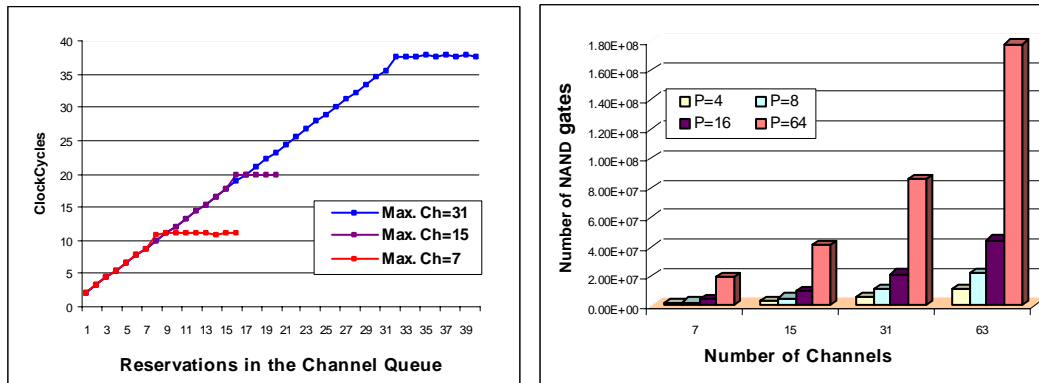 40
35
30
25
20
15
10
5
0
ClockCycles
Max. Ch=31
Max. Ch=15
Max. Ch=7
1 3 5 7 9 11 13 15 17 19 21 23 25 27 29 31 33 35 37 39
Reservations in the Channel Queue
1.80E+08
1.60E+08
1.40E+08
1.20E+08
1.00E+08
8.00E+07
6.00E+07
4.00E+07
2.00E+07
0.00E+00
Number of NAND gates
P=4 P=8
P=16 P=64
7 15 31 63
Number of Channels